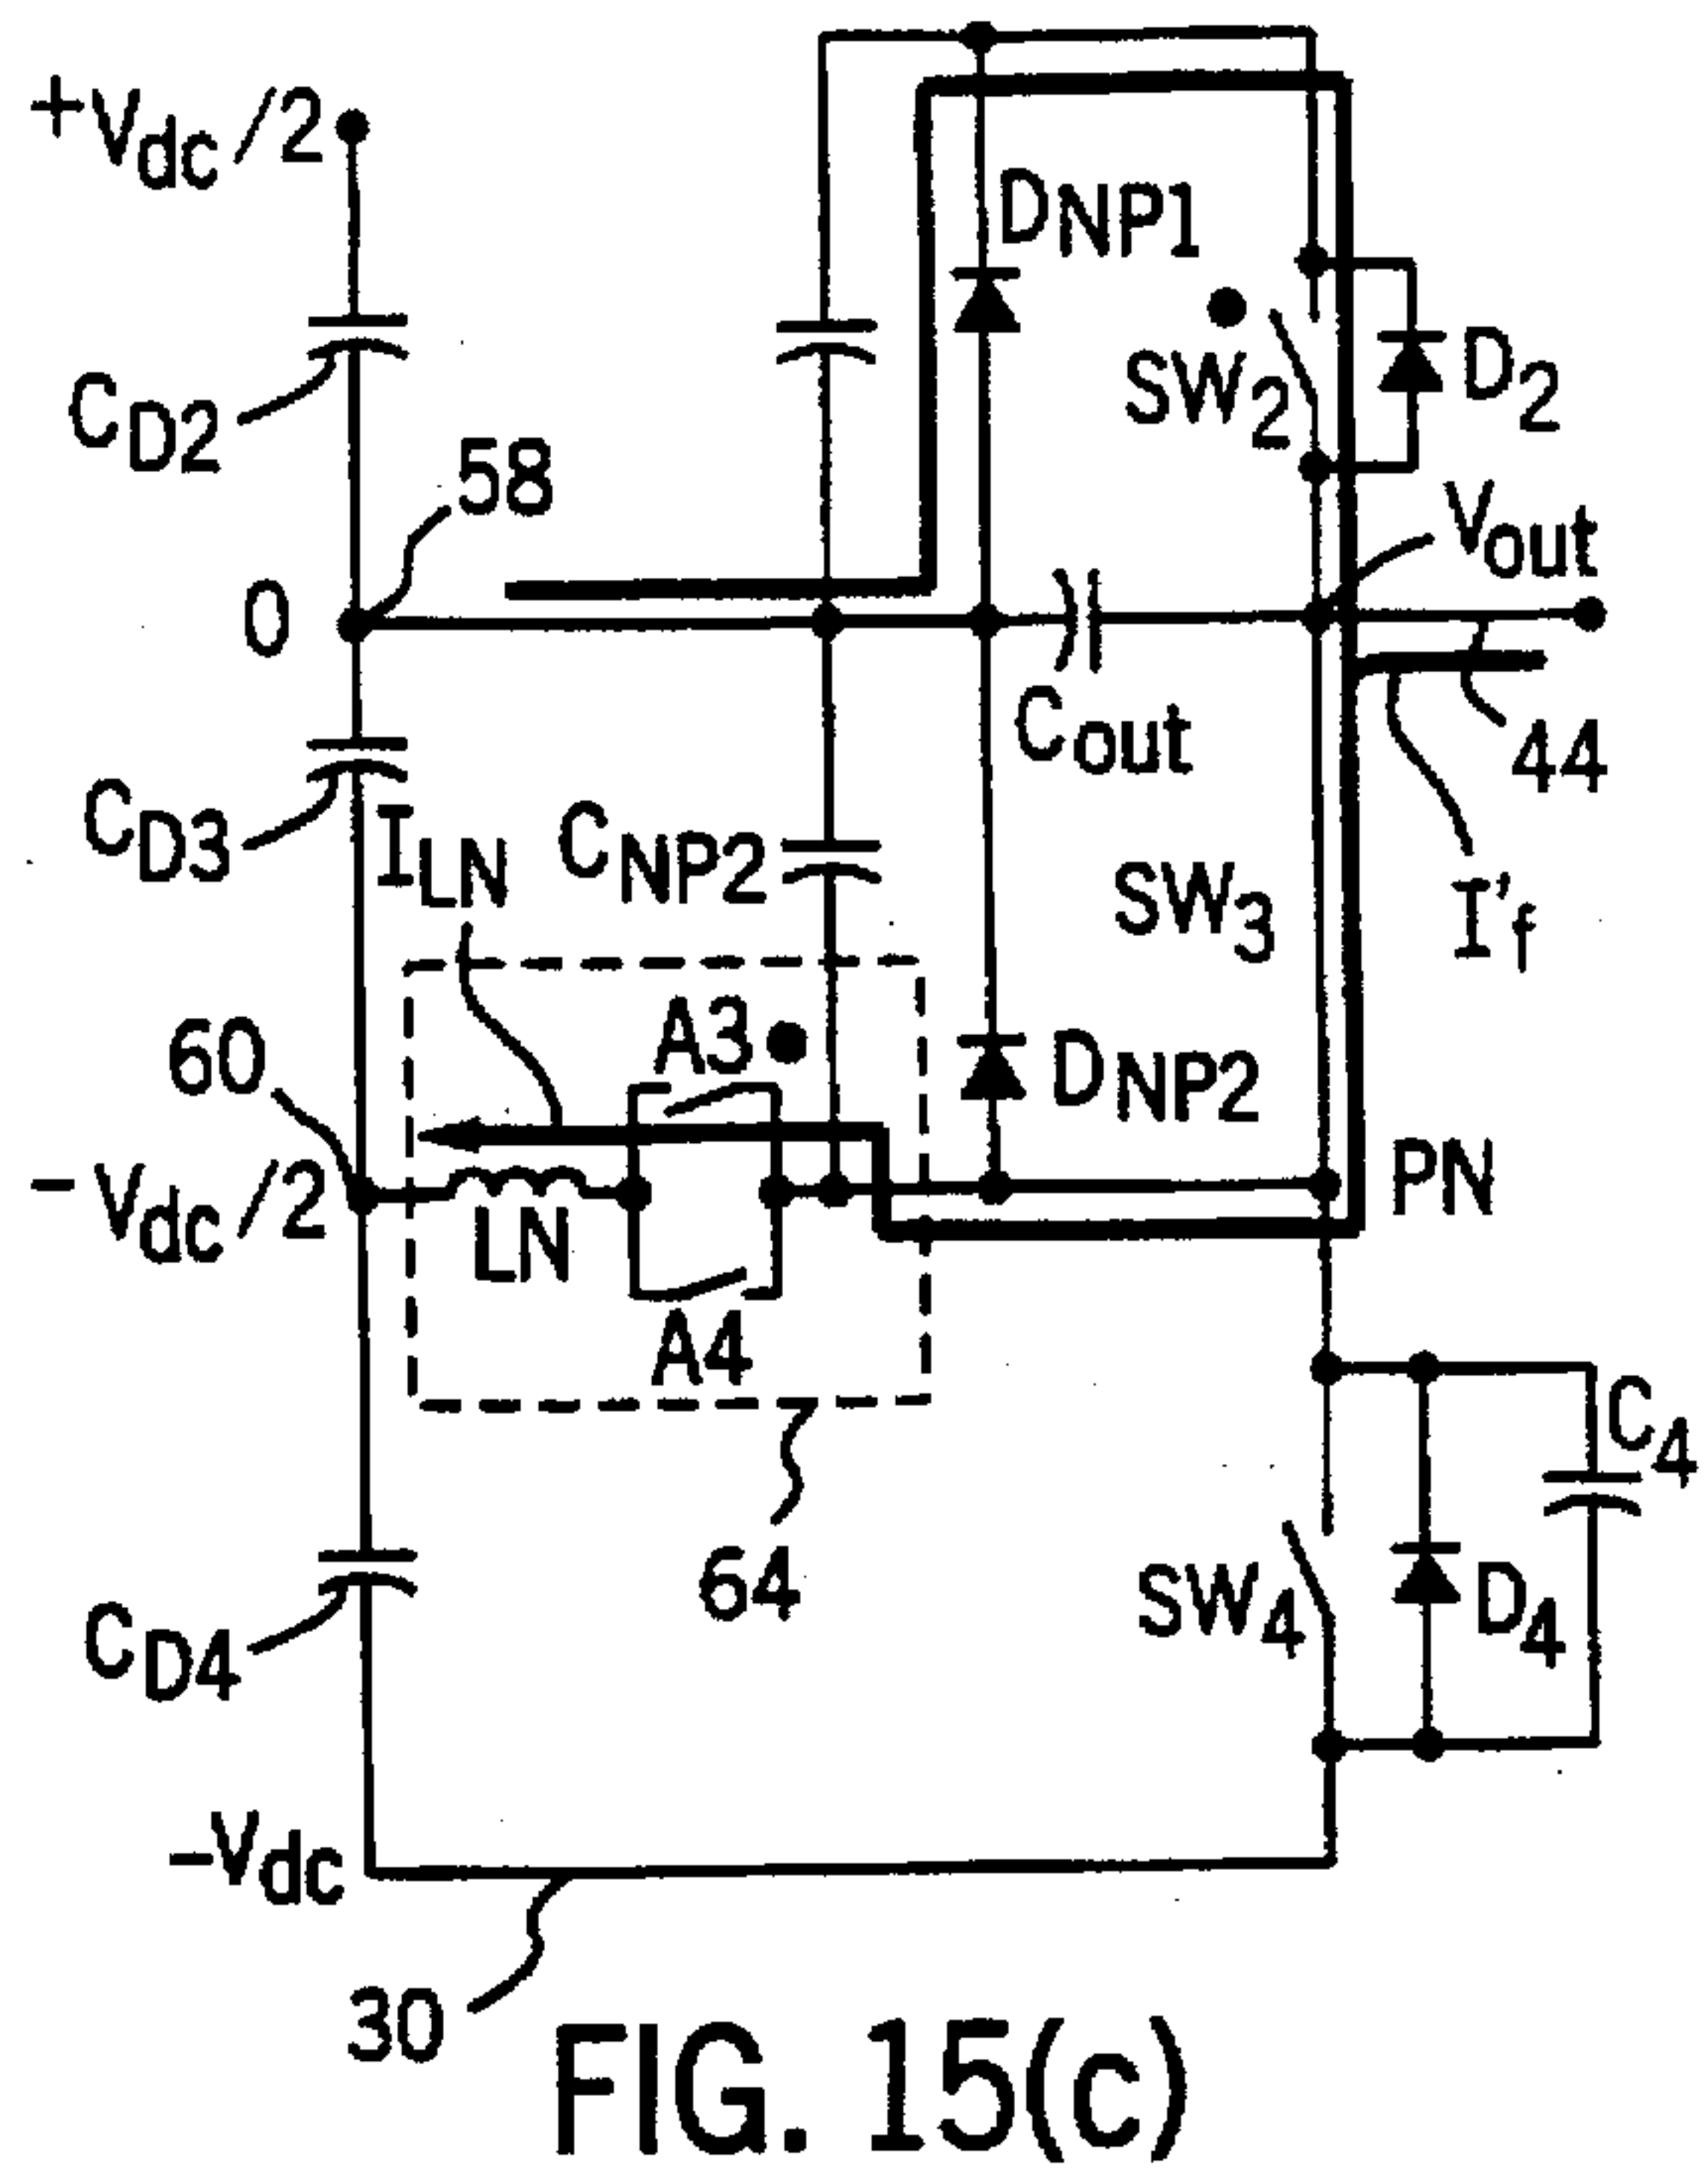 +Vdc/2
DNP1
SW2
D2
CD2
58
Vout
0
Cout
44
CD3
ILN
CNP2
SW3
I'f
A3
60
DNP2
PN
-Vdc/2
LN
A4
C4
64
SW4
D4
CD4
-Vdc
30
FIG. 15(c)